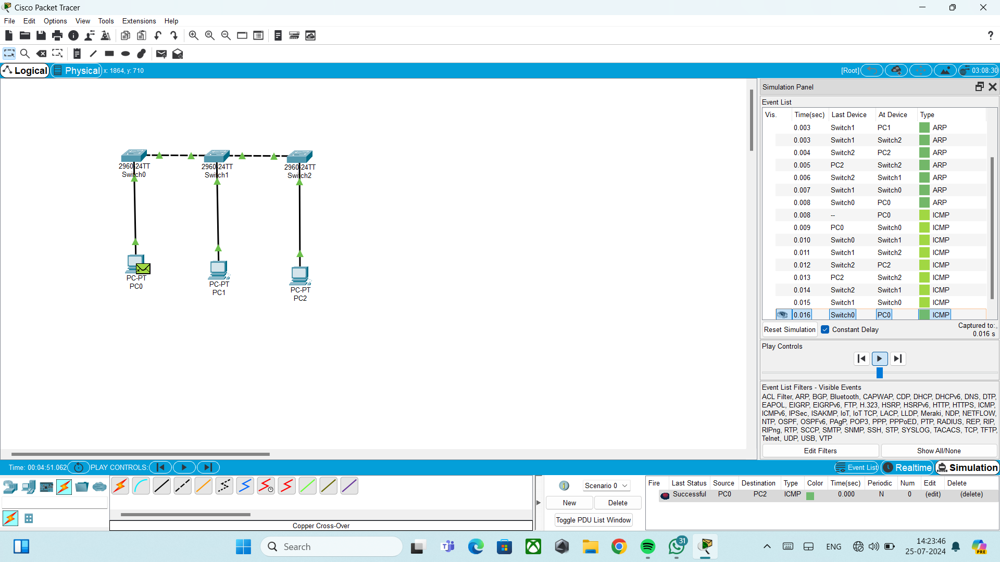 Cisco Packet Tracer
File Edit Options View Tools Extensions Help
?
Logical Physical x: 1864, y: 710 [Root] 03:08:30
Simulation Panel
Event List
Vis. Time(sec) Last Device At Device Type
0.003 Switch1 PC1 ARP
0.003 Switch1 Switch2 ARP
0.004 Switch2 PC2 ARP
0.005 PC2 Switch2 ARP
0.006 Switch2 Switch1 ARP
0.007 Switch1 Switch0 ARP
0.008 Switch0 PC0 ARP
0.008 -- PC0 ICMP
0.009 PC0 Switch0 ICMP
0.010 Switch0 Switch1 ICMP
0.011 Switch1 Switch2 ICMP
0.012 Switch2 PC2 ICMP
0.013 PC2 Switch2 ICMP
0.014 Switch2 Switch1 ICMP
0.015 Switch1 Switch0 ICMP
0.016 Switch0 PC0 ICMP
2960-24TT
Switch0
2960-24TT
Switch1
2960-24TT
Switch2
PC-PT
PC0
PC-PT
PC1
PC-PT
PC2
Reset Simulation Constant Delay
Captured to:
0.016 s
Play Controls
Event List Filters - Visible Events
ACL Filter, ARP, BGP, Bluetooth, CAPWAP, CDP, DHCP, DHCPv6, DNS, DTP,
EAPOL, EIGRP, EIGRPv6, FTP, H.323, HSRP, HSRPv6, HTTP, HTTPS, ICMP,
ICMPv6, IPSec, ISAKMP, IoT, IoT TCP, LACP, LLDP, Meraki, NDP, NETFLOW,
NTP, OSPF, OSPFv6, PAgP, POP3, PPP, PPPoED, PTP, RADIUS, REP, RIP,
RIPng, RTP, SCCP, SMTP, SNMP, SSH, STP, SYSLOG, TACACS, TCP, TFTP,
Telnet, UDP, USB, VTP
Edit Filters Show All/None
Time: 00:04:51.062 PLAY CONTROLS: Event List Realtime Simulation
Scenario 0
New Delete
Toggle PDU List Window
Fire Last Status Source Destination Type Color Time(sec) Periodic Num Edit Delete
Successful PC0 PC2 ICMP 0.000 N 0 (edit) (delete)
Copper Cross-Over
Search
31
ENG
14:23:46
25-07-2024
PRE